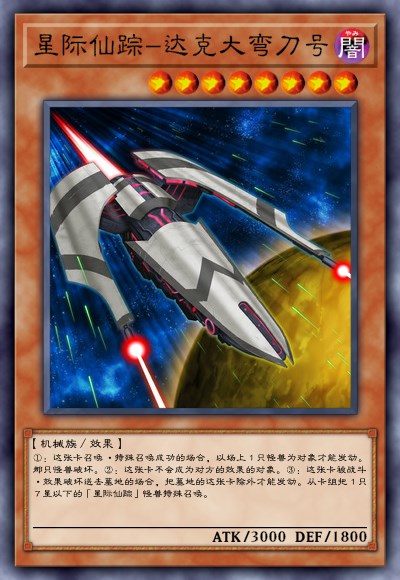 星际仙踪-达克大弯刀号
闇
やみ
【机械族／效果】
①：这张卡召唤·特殊召唤成功的场合，以场上1只怪兽为对象才能发动。
那只怪兽破坏。②：这张卡不会成为对方的效果的对象。③：这张卡被战斗
·效果破坏送去墓地的场合，把墓地的这张卡除外才能发动。从卡组把1只
7星以下的「星际仙踪」怪兽特殊召唤。
ATK/3000 DEF/1800